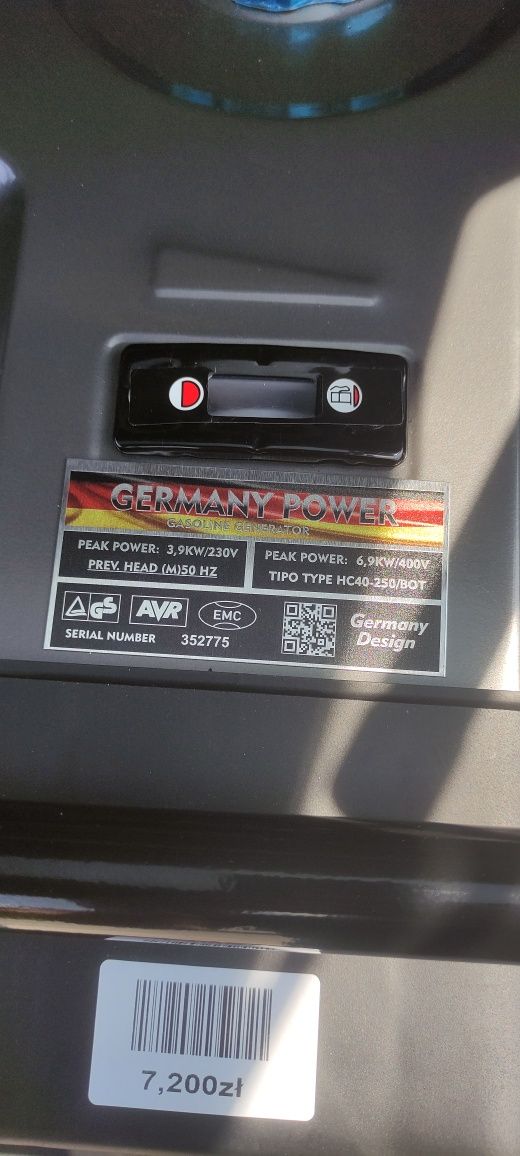 GERMANY POWER
GASOLINE GENERATOR
PEAK POWER: 3,9KW/230V
PREV. HEAD (M)50 HZ
PEAK POWER: 6,9KW/400V
TIPO TYPE HC40-250/BOT
GS AVR EMC
Germany
Design
SERIAL NUMBER 352775
7,200zł